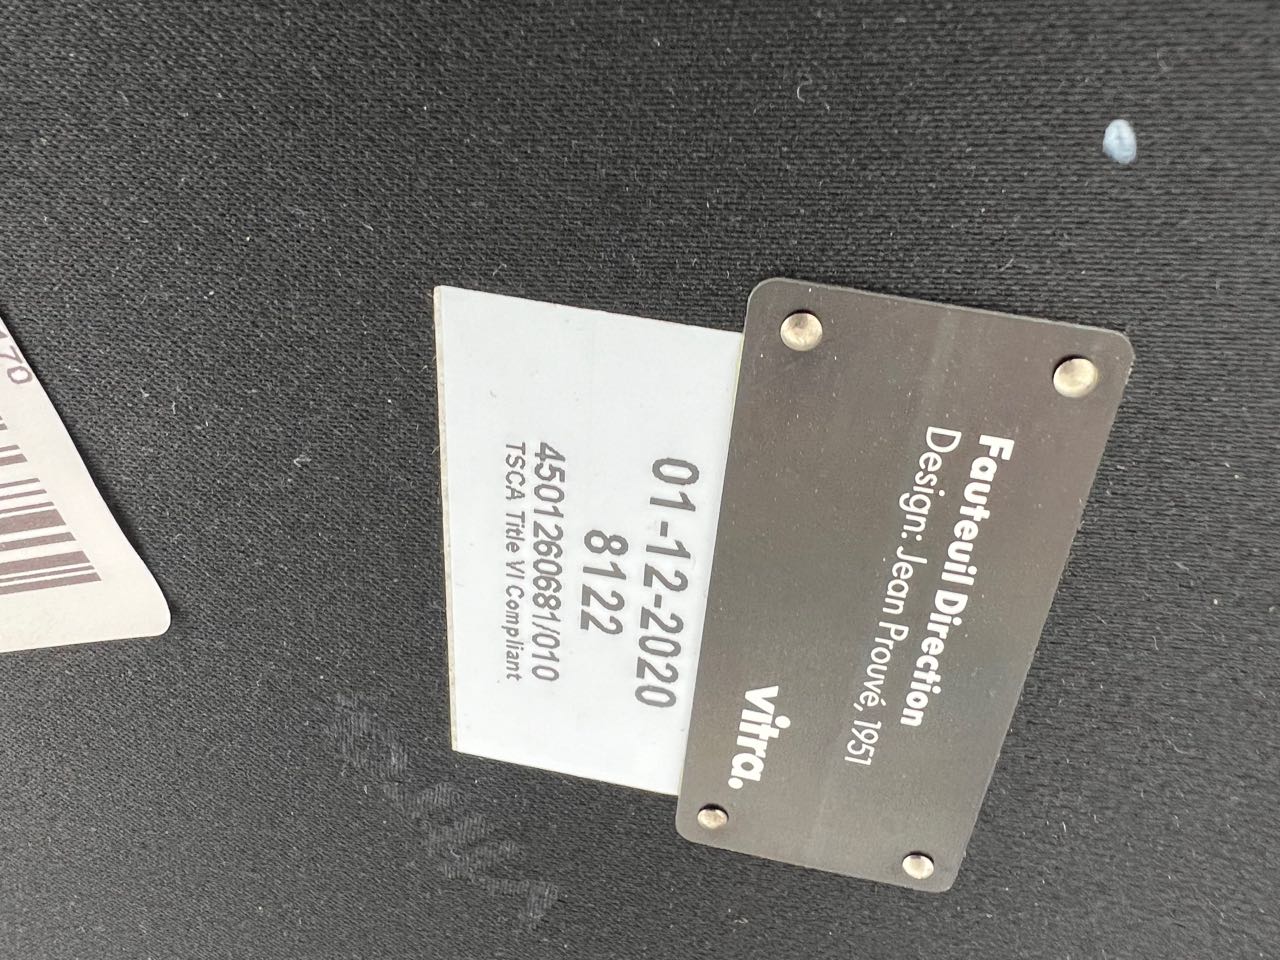 Fauteuil Direction
Design: Jean Prouvé, 1951
vitra.
01-12-2020
8122
4501260681/010
TSCA Title VI Compliant